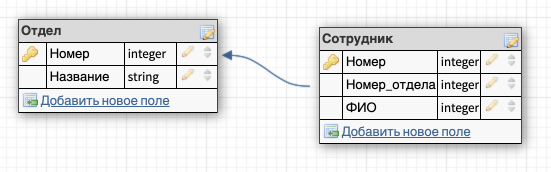 Отдел
Номер integer
Название string
Добавить новое поле
Сотрудник
Номер integer
Номер_отдела integer
ФИО integer
Добавить новое поле